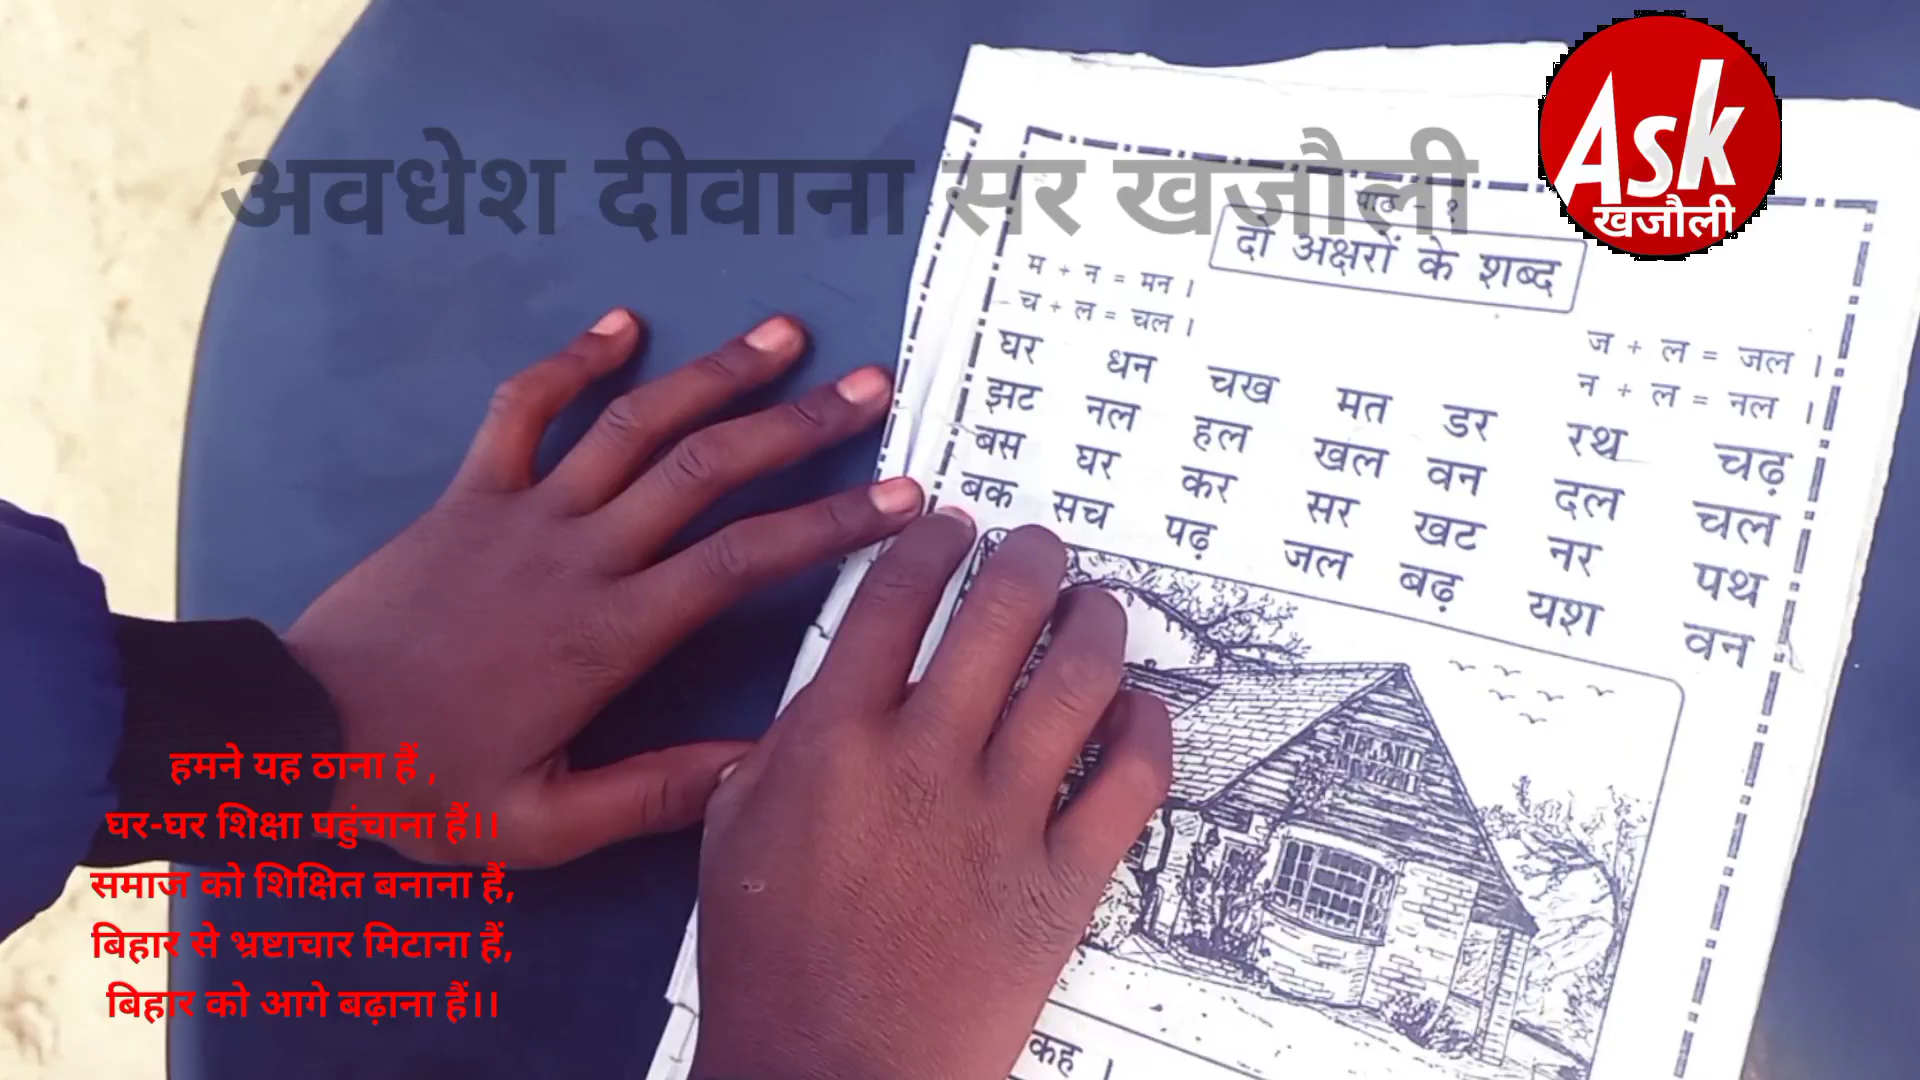 अवधेश दीवाना सर खजौली
Ask
खजौली
पाठ - १
दो अक्षरों के शब्द
म + न = मन ।
च + ल = चल ।
ज + ल = जल ।
न + ल = नल ।
घर धन चख मत डर रथ चढ़
झट नल हल खल वन दल चल
बस घर कर सर खट नर पथ
बक सच पढ़ जल बढ़ यश वन
कह ।
हमने यह ठाना हैं ,
घर-घर शिक्षा पहुंचाना हैं।।
समाज को शिक्षित बनाना हैं,
बिहार से भ्रष्टाचार मिटाना हैं,
बिहार को आगे बढ़ाना हैं।।